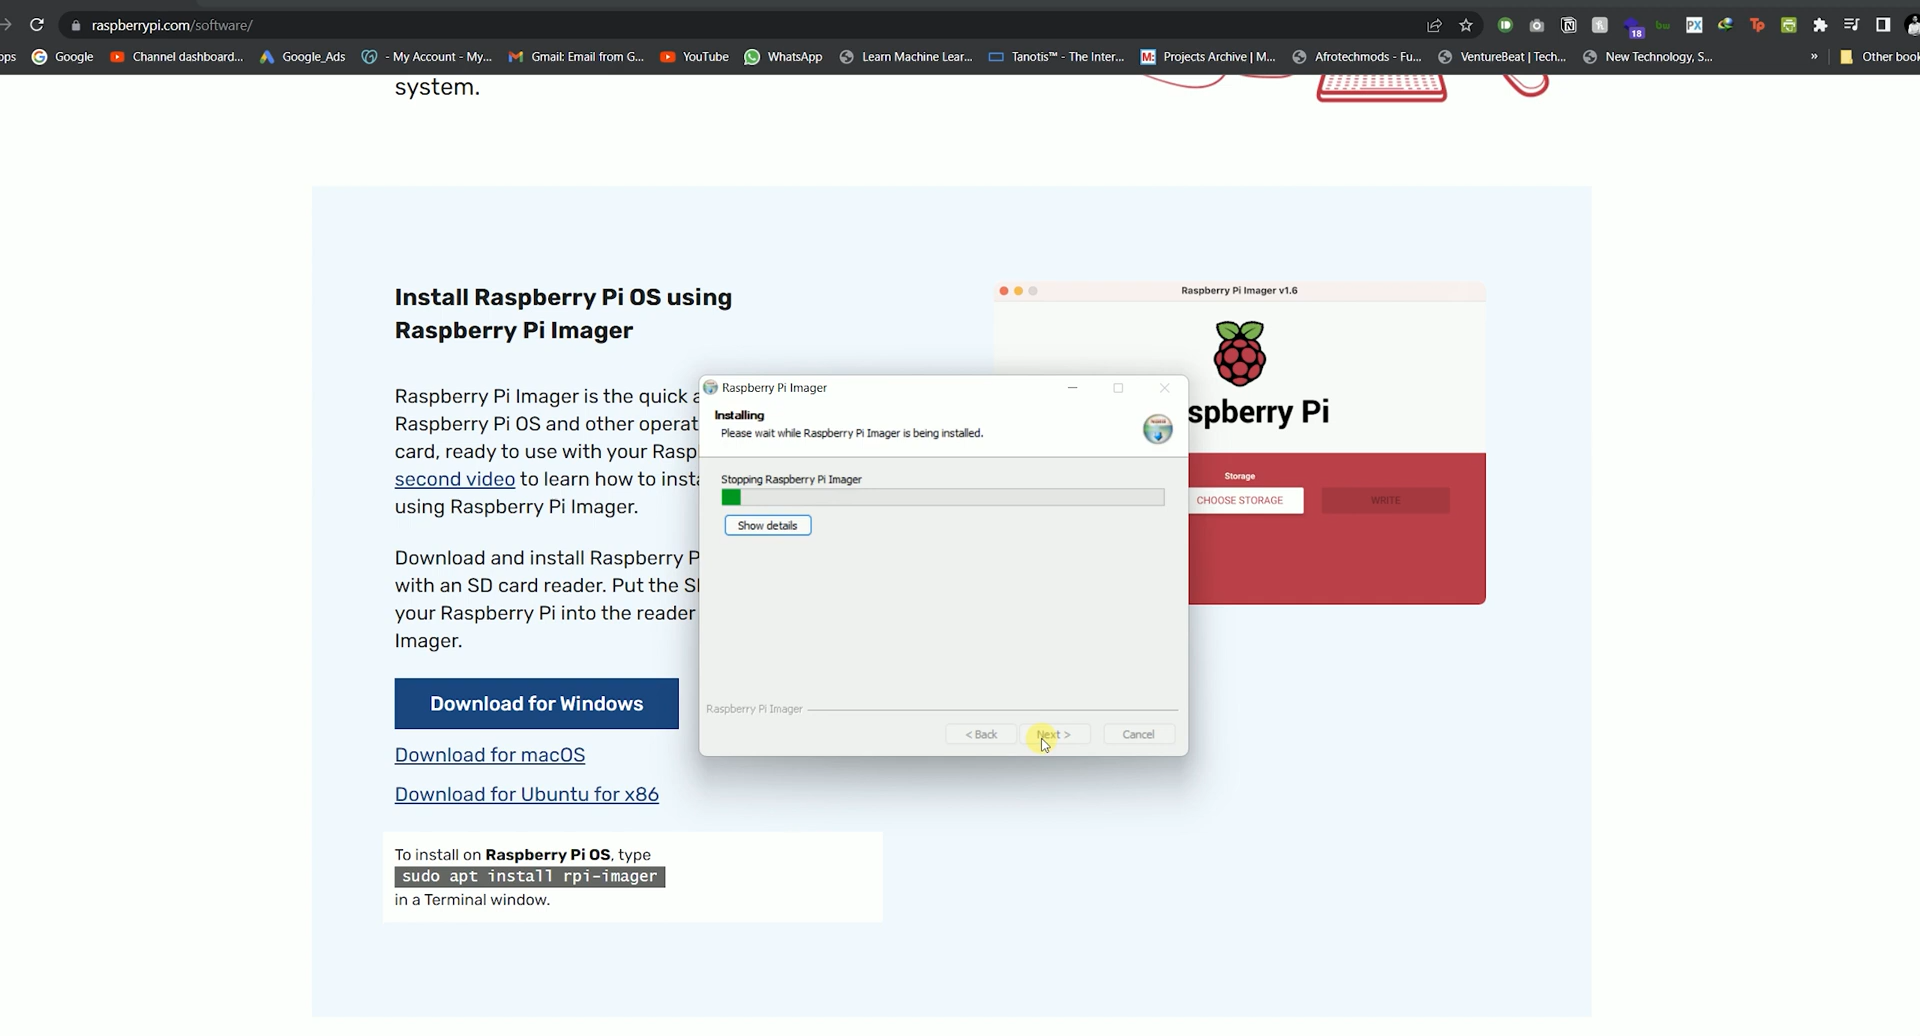 raspberrypi.com/software/
18
bw
PX
Tp
Google
Channel dashboard...
Google_Ads
- My Account - My...
Gmail: Email from G...
YouTube
WhatsApp
Learn Machine Lear...
Tanotis™ - The Inter...
M:
Projects Archive | M...
Afrotechmods - Fu...
VentureBeat | Tech...
New Technology, S...
»
system.
Install Raspberry Pi OS using
Raspberry Pi Imager
Raspberry Pi Imager is the quick
Raspberry Pi OS and other operat
card, ready to use with your Rasp
second video to learn how to insta
using Raspberry Pi Imager.
Download and install Raspberry P
with an SD card reader. Put the S
your Raspberry Pi into the reader
Imager.
Download for Windows
Download for macOS
Download for Ubuntu for x86
To install on Raspberry Pi OS, type
sudo apt install rpi-imager
in a Terminal window.
Raspberry Pi Imager v1.6
spberry Pi
Storage
CHOOSE STORAGE
WRITE
Raspberry Pi Imager
Installing
Please wait while Raspberry Pi Imager is being installed.
Stopping Raspberry Pi Imager
Show details
Raspberry Pi Imager
< Back
Next >
Cancel